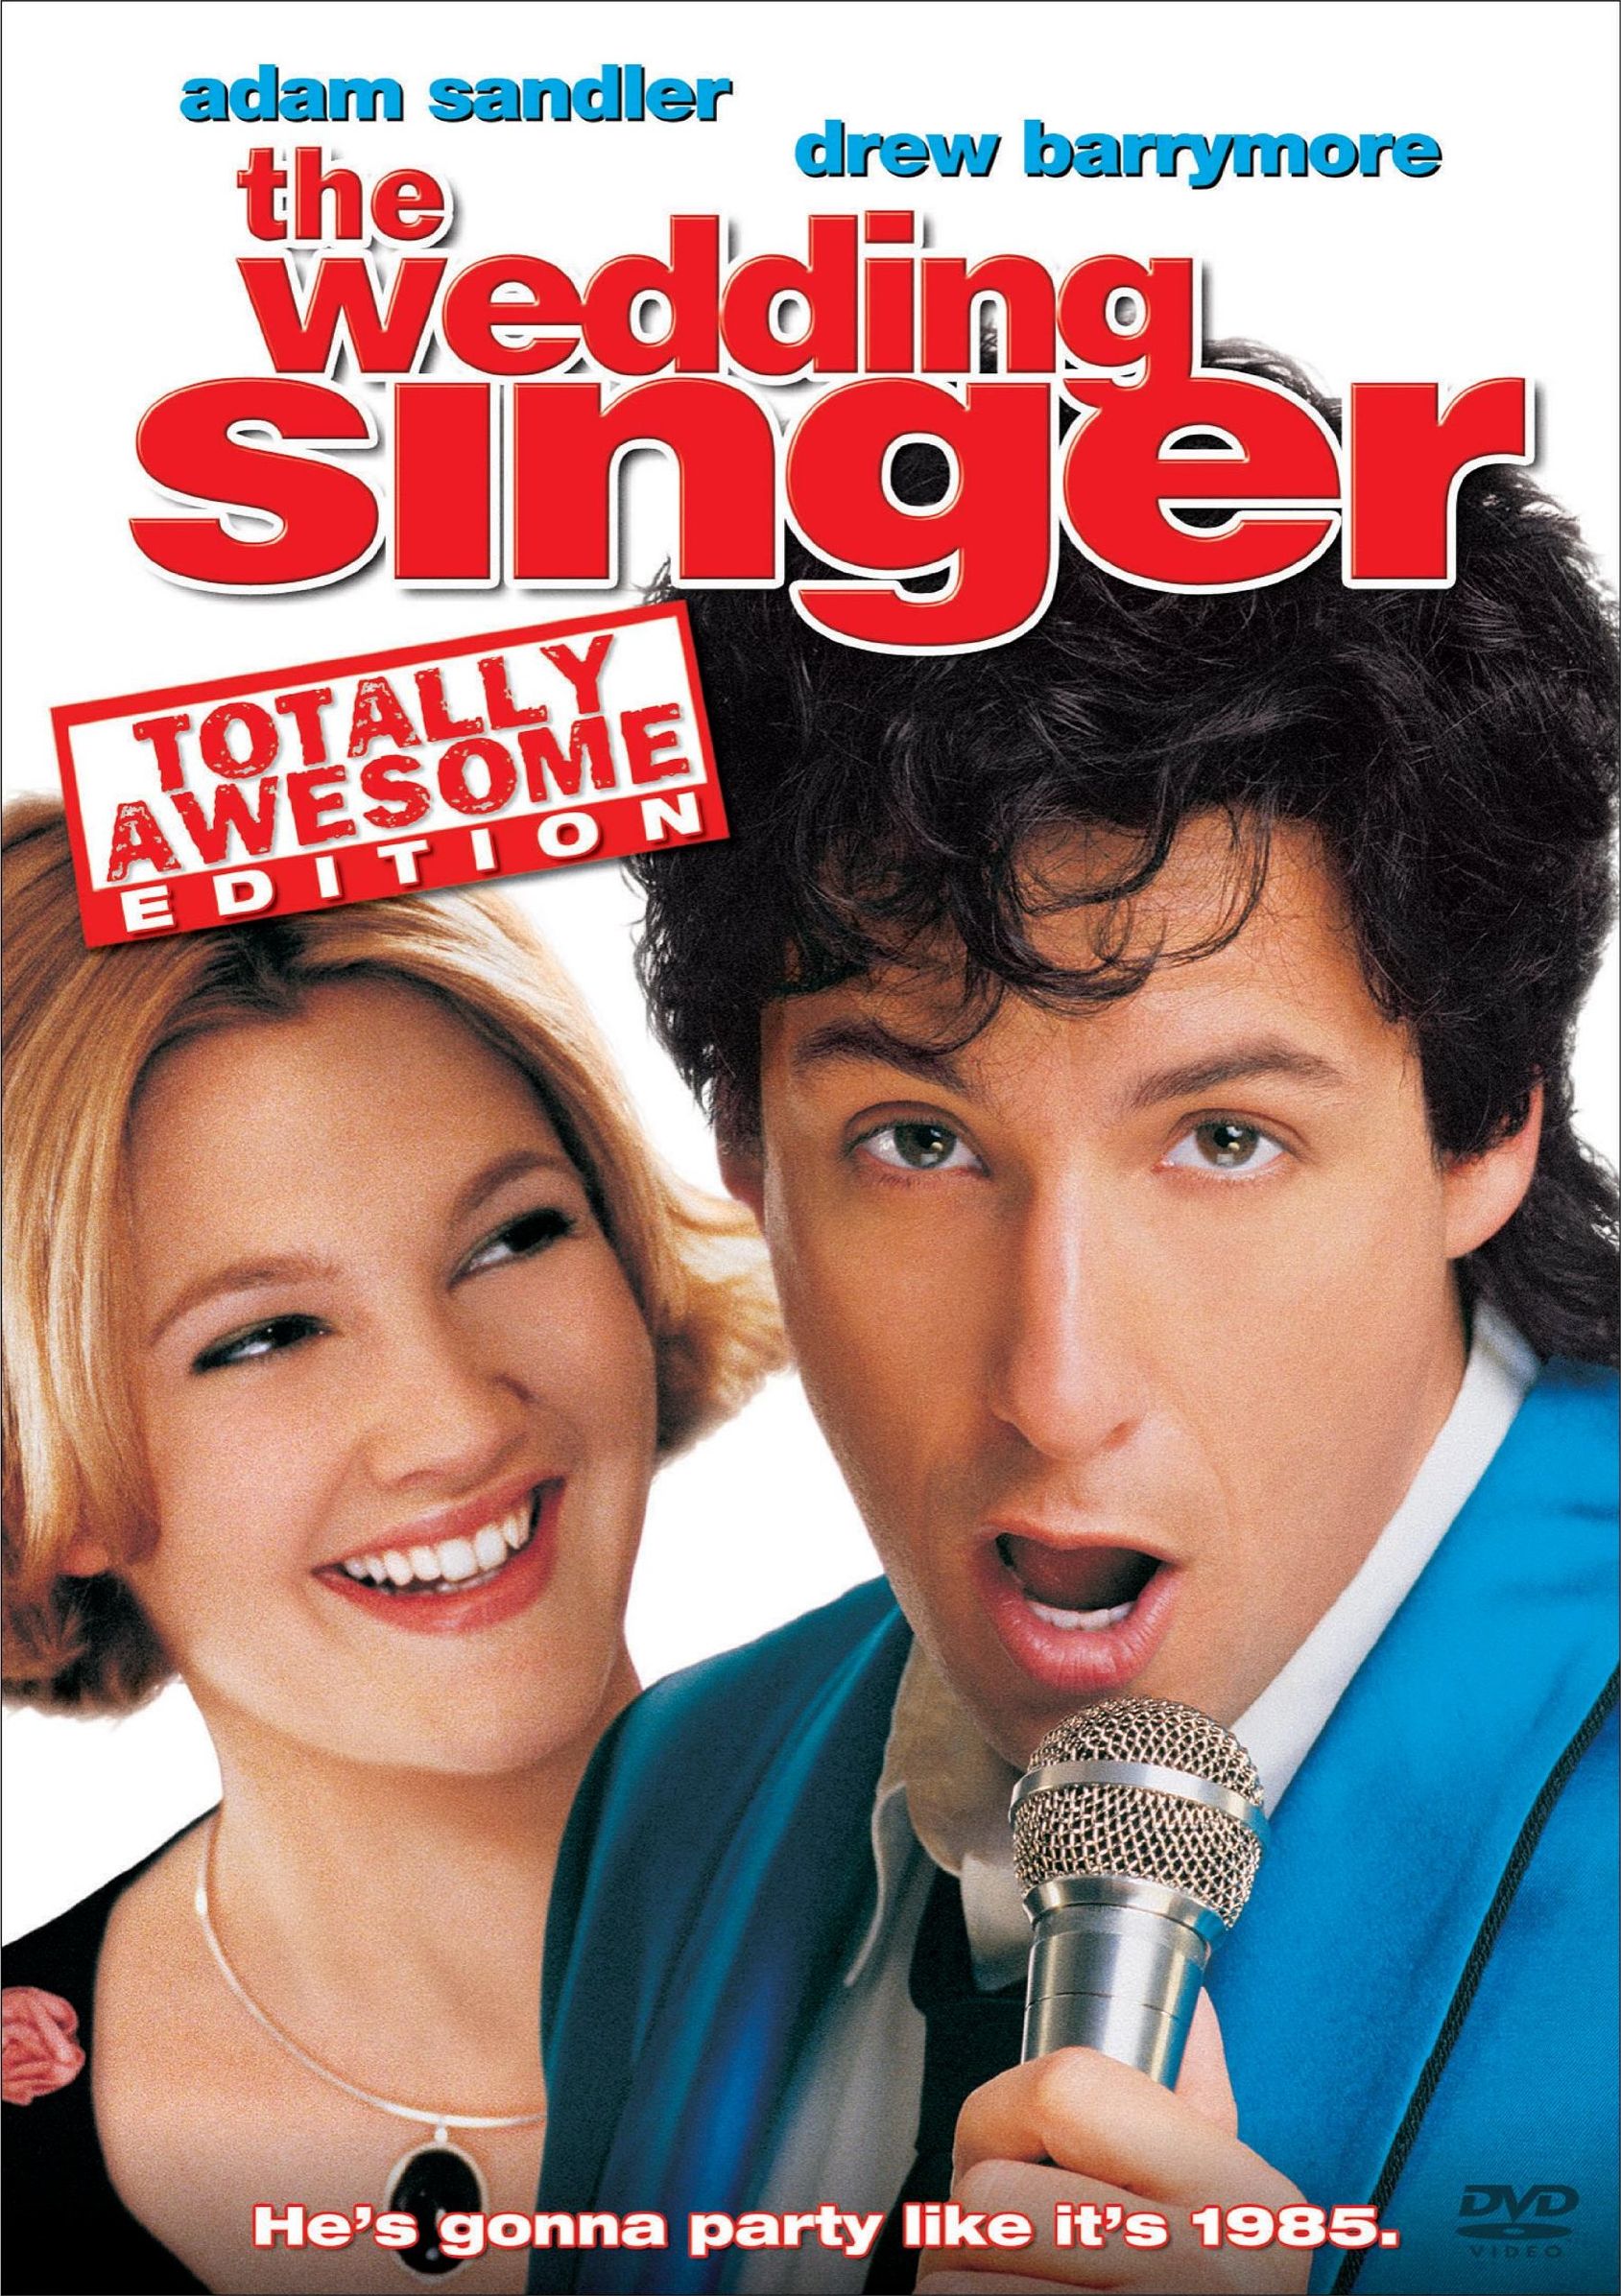 adam sandler
drew barrymore
the
wedding
singer
TOTALLY
AWESOME
EDITION
He's gonna party like it's 1985.
DVD
VIDEO